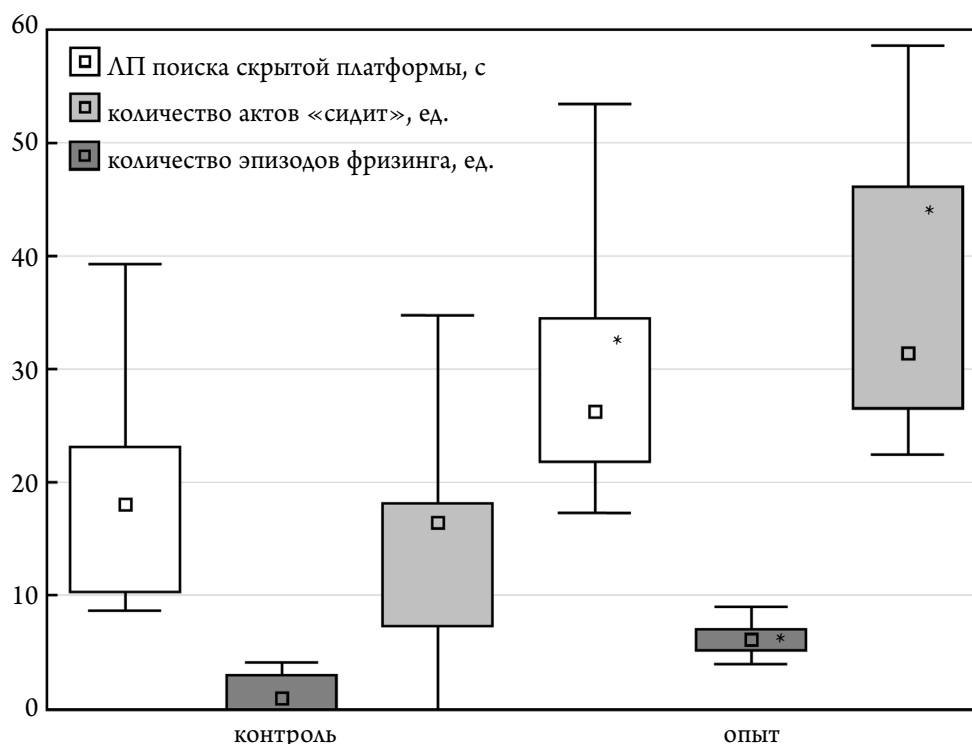 60
ΛП поиска скрытой платформы, с
количество актов «сидит», ед.
количество эпизодов фризинга, ед.
50
40
*
*
30
20
10
*
0
контроль
опыт